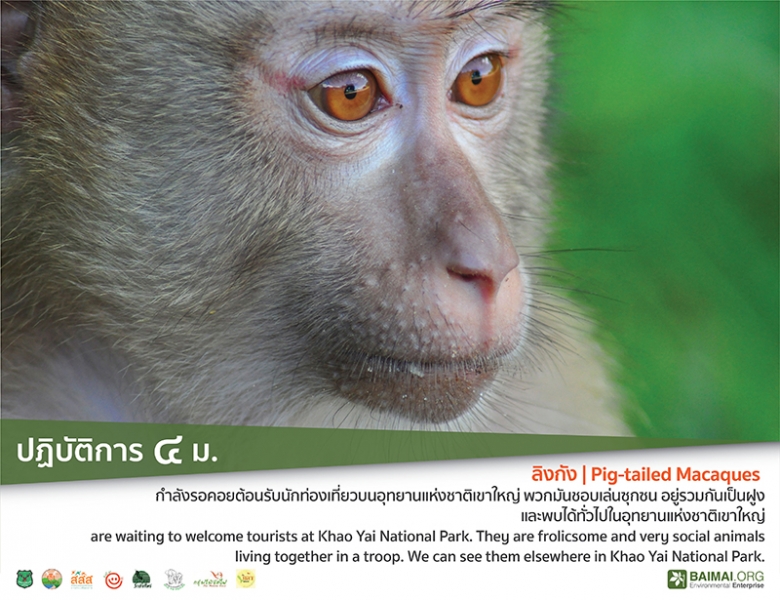 ปฏิบัติการ ๔ ม.
ลิงกัง | Pig-tailed Macaques
กำลังรอคอยต้อนรับนักท่องเที่ยวบนอุทยานแห่งชาติเขาใหญ่ พวกมันชอบเล่นซุกซน อยู่รวมกันเป็นฝูง
และพบได้ทั่วไปในอุทยานแห่งชาติเขาใหญ่
are waiting to welcome tourists at Khao Yai National Park. They are frolicsome and very social animals
living together in a troop. We can see them elsewhere in Khao Yai National Park.
สสส
BAIMAI.ORG
Environmental Enterprise